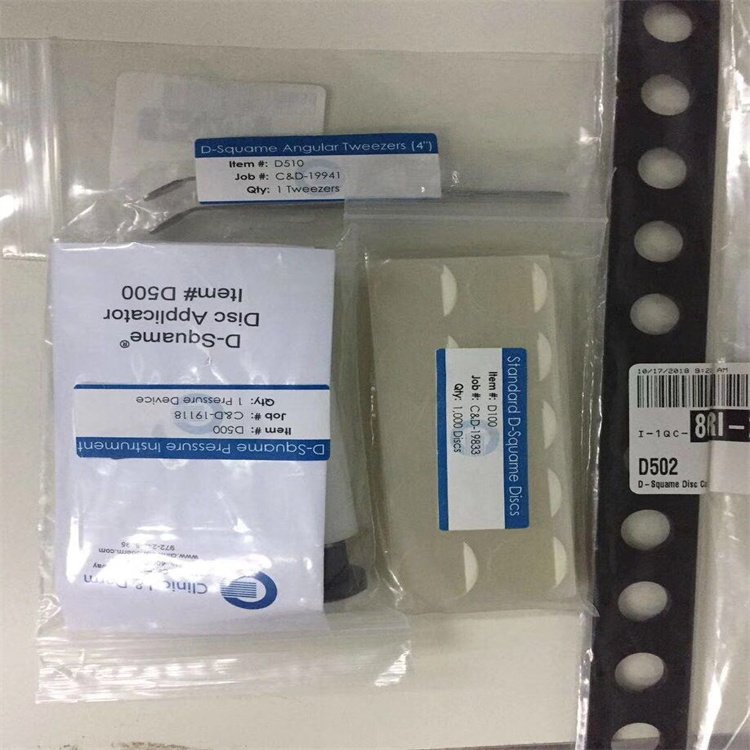 D-Squame Angular Tweezers (4")
Item #: D510
Job #: C&D-19941
Qty: 1 Tweezers
D-Squame®
Disc Applicator
Item# D500
D-Squame Pressure Instrument
Item #: D500
Job #: C&D-19118
Qty: 1 Pressure Device
Standard D-Squame Discs
Item #: D100
Job #: C&D-19833
Qty: 1,000 Discs
10/17/2018
AM
I-1QC-
8RI-
D502
D-Squame Disc